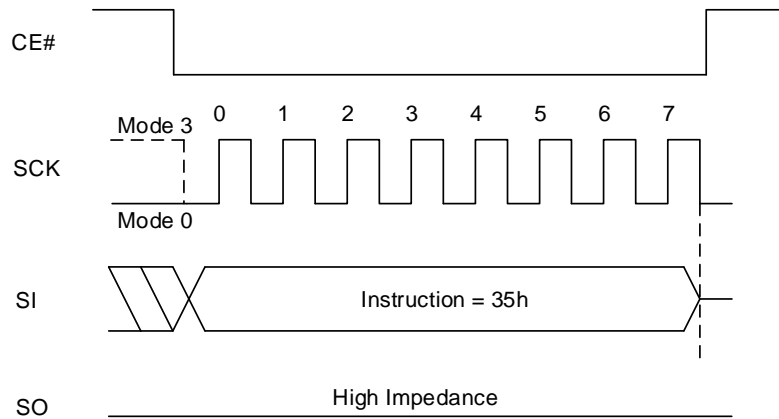 CE#
0 1 2 3 4 5 6 7
Mode 3
SCK
Mode 0
SI
Instruction = 35h
SO
High Impedance